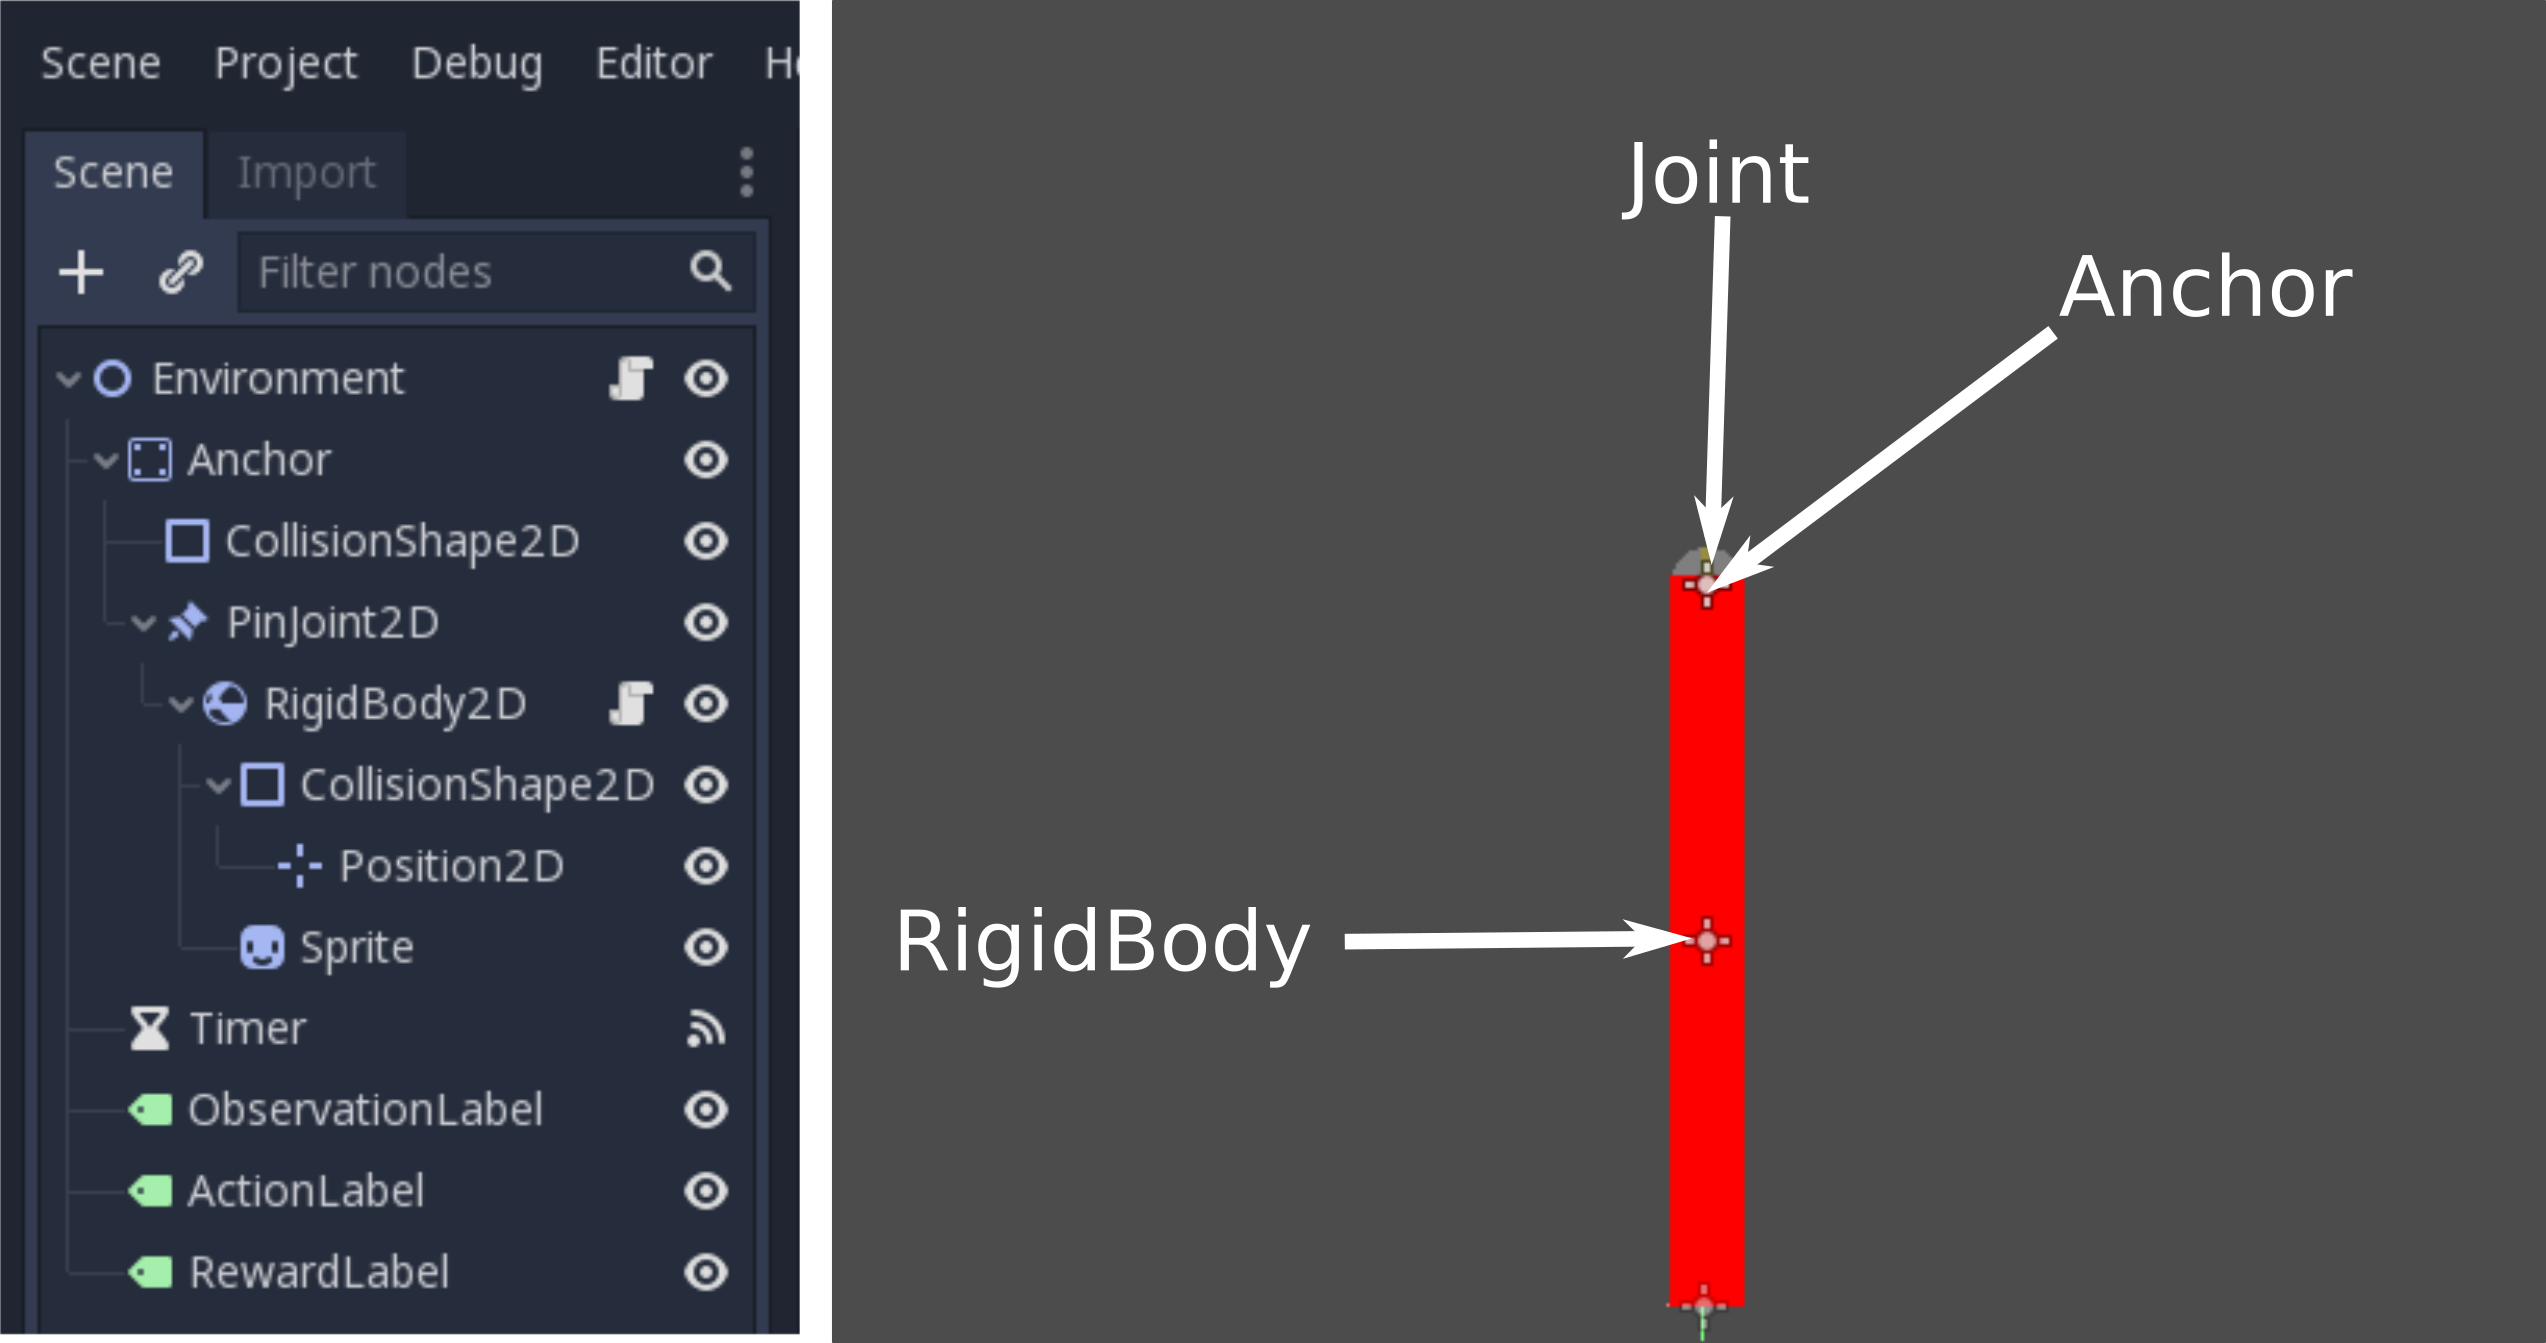 Scene Project Debug Editor
Scene Import
Filter nodes
Environment
Anchor
CollisionShape2D
PinJoint2D
RigidBody2D
CollisionShape2D
Position2D
Sprite
Timer
ObservationLabel
ActionLabel
RewardLabel
Joint
Anchor
RigidBody